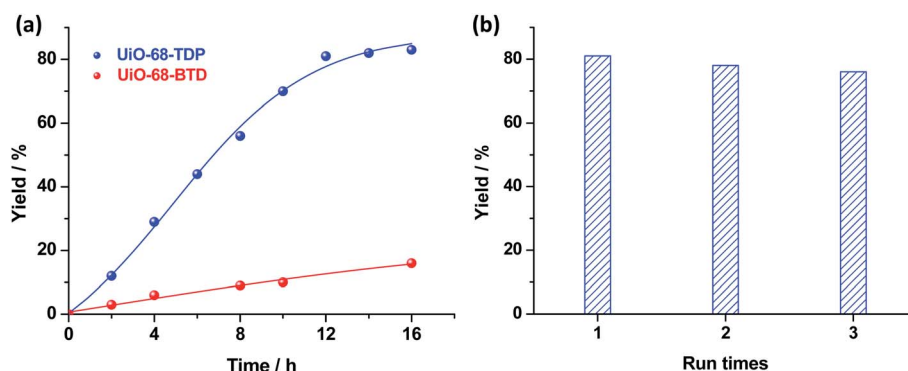 (a)
UiO-68-TDP
UiO-68-BTD
Yield / %
80
60
40
20
0
0 4 8 12 16
Time / h
(b)
Yield / %
80
60
40
20
0
1 2 3
Run times